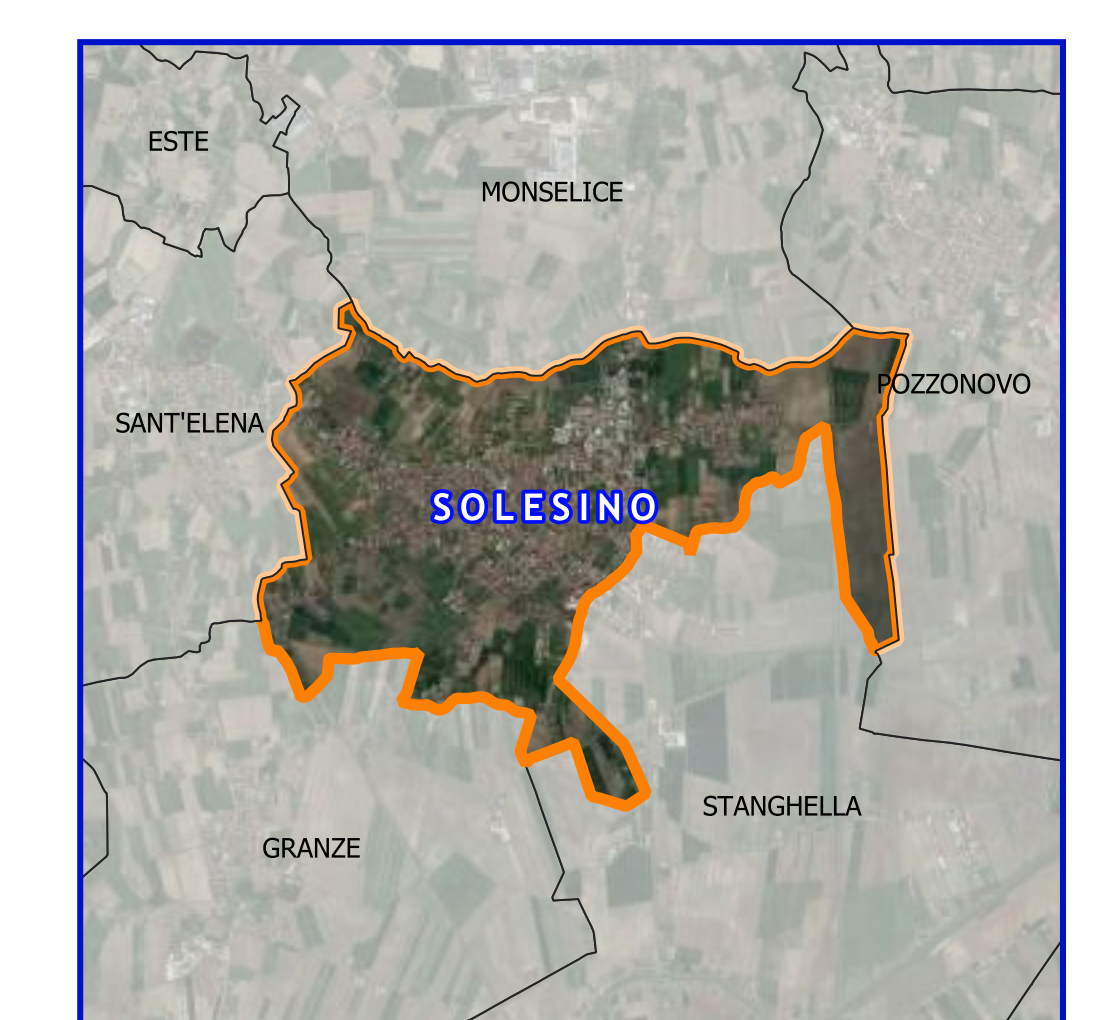 ESTE
MONSELICE
POZZONOVO
SANT'ELENA
SOLESINO
STANGHELLA
GRANZE